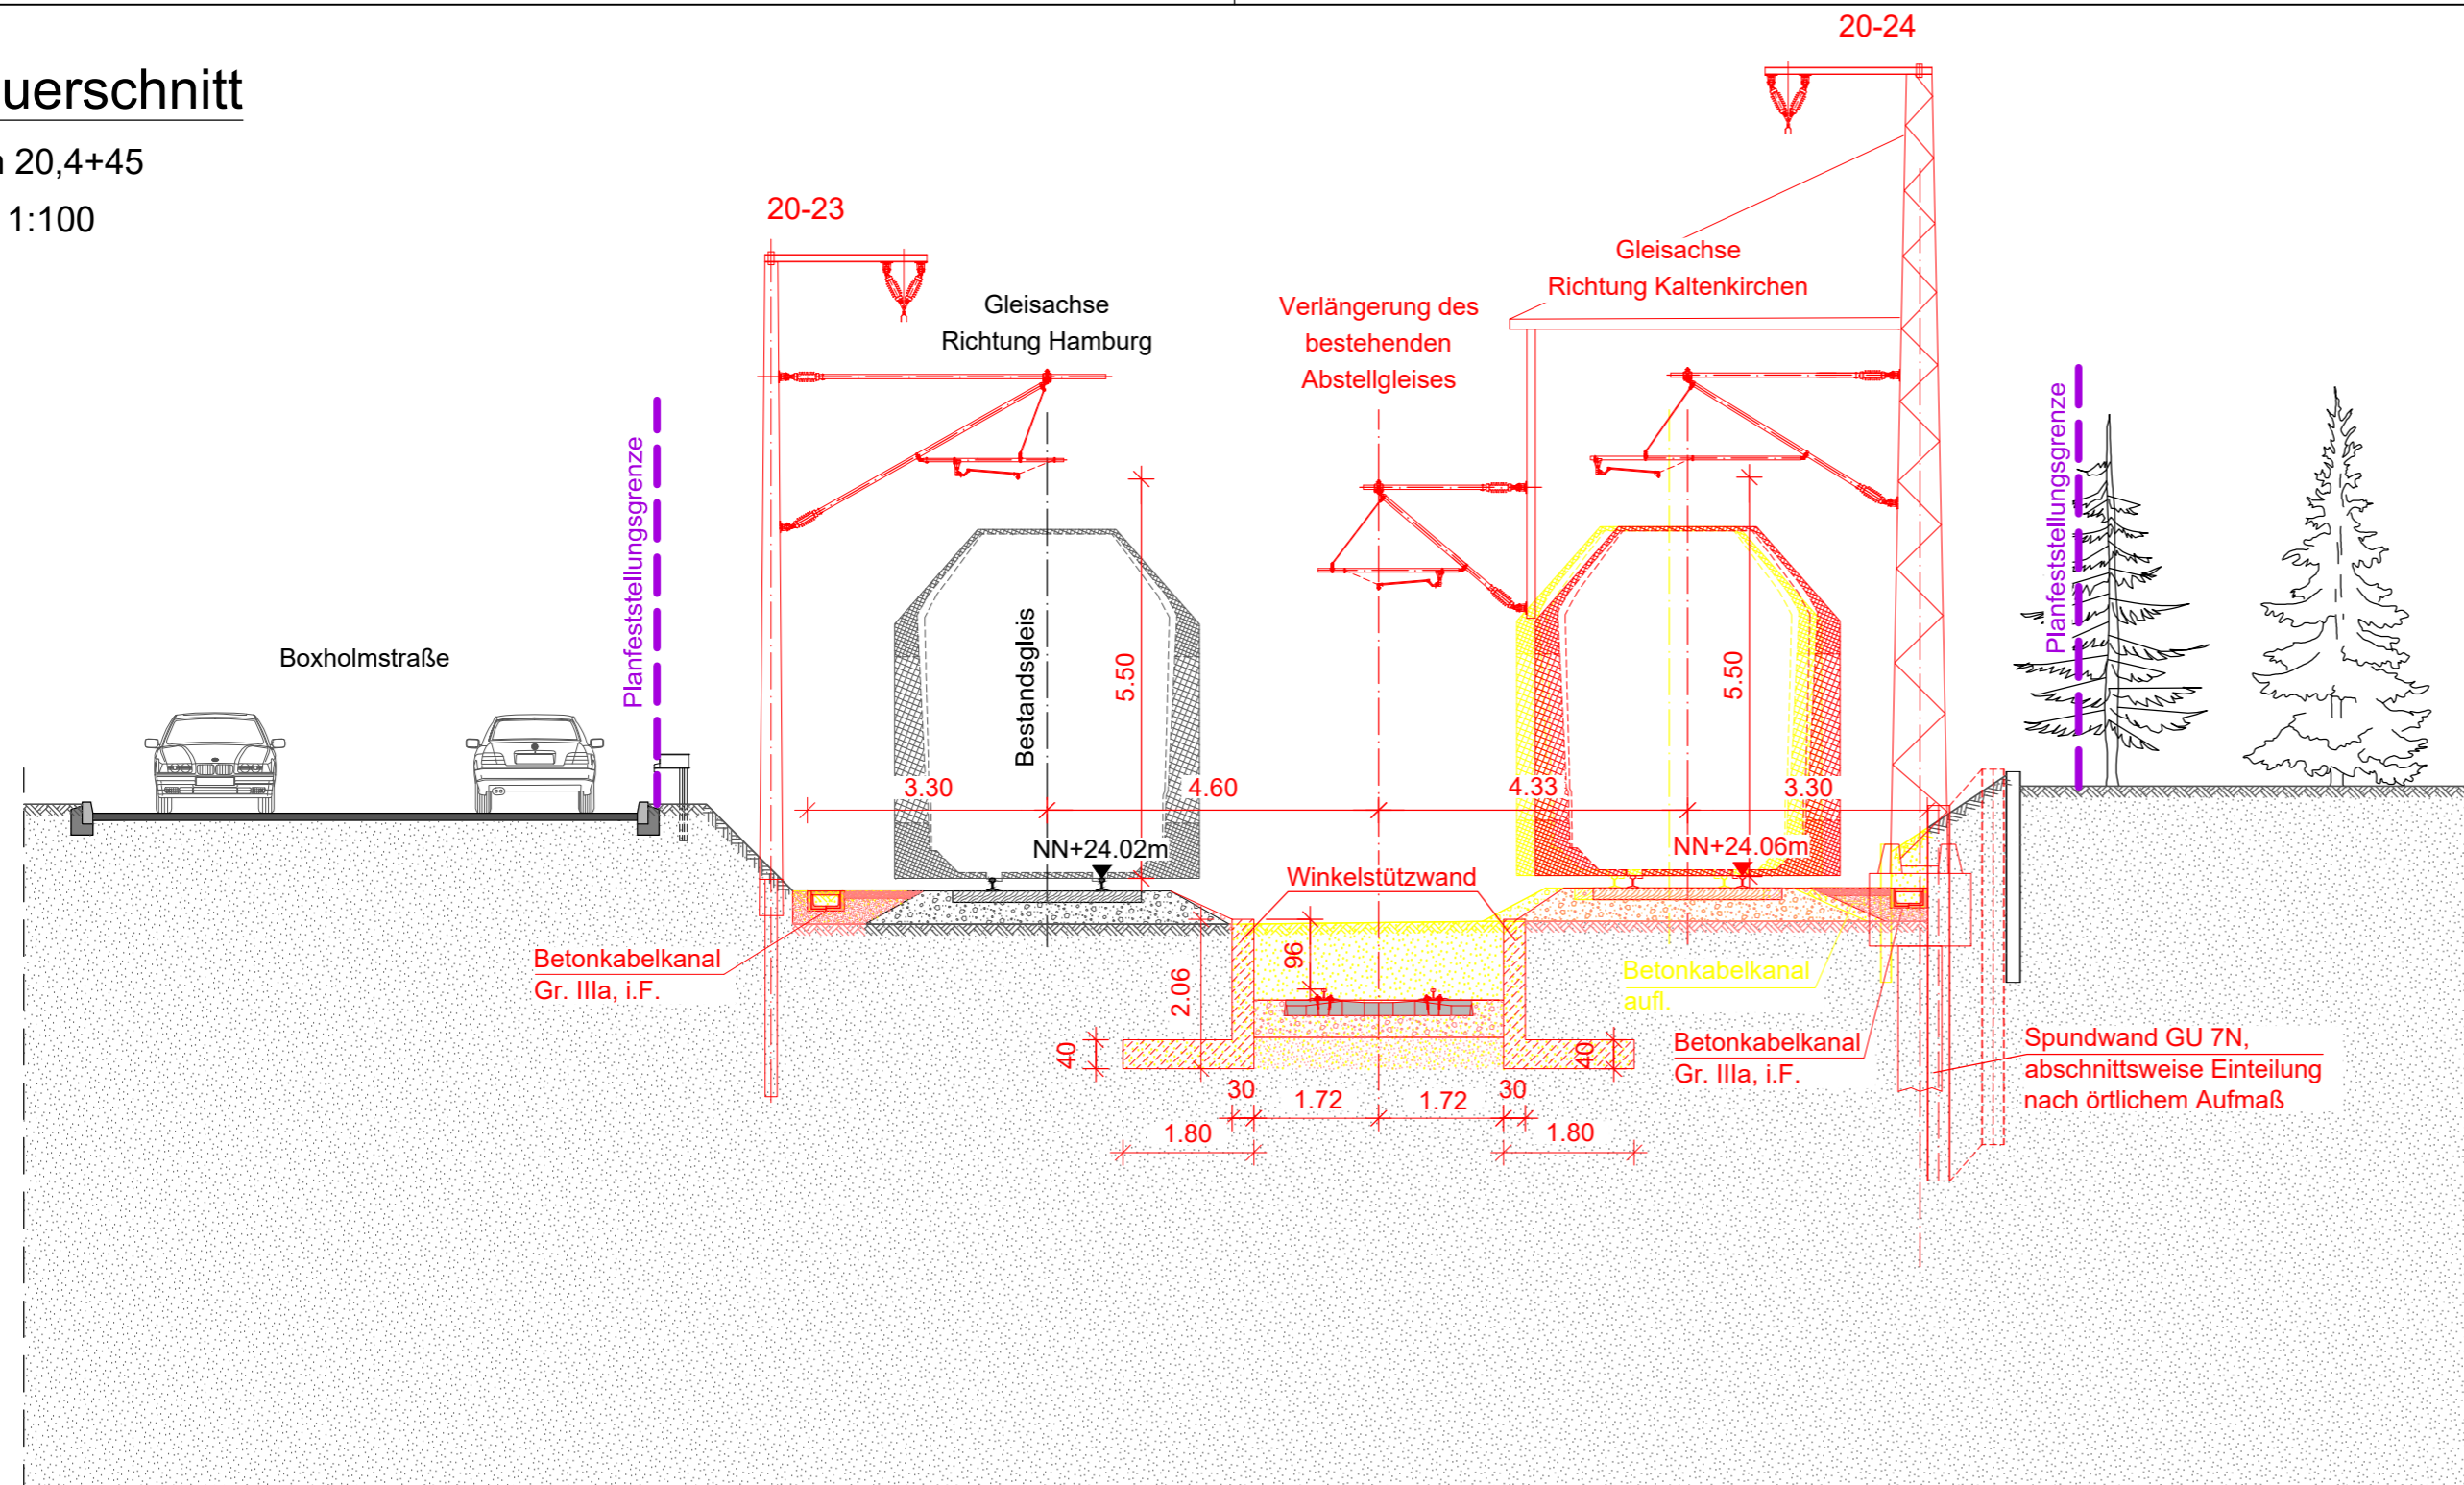 uerschnitt
20,4+45
1:100
20-24
20-23
Gleisachse
Richtung Hamburg
Verlängerung des
bestehenden
Abstellgleises
Gleisachse
Richtung Kaltenkirchen
Planfeststellungsgrenze
Planfeststellungsgrenze
Boxholmstraße
Bestandsgleis
5.50
5.50
3.30
4.60
4.33
3.30
NN+24.02m
NN+24.06m
Winkelstützwand
Betonkabelkanal
Gr. IIIa, i.F.
96
2.06
40
Betonkabelkanal
aufl.
Betonkabelkanal
Gr. IIIa, i.F.
40
Spundwand GU 7N,
abschnittsweise Einteilung
nach örtlichem Aufmaß
30
1.72
1.72
30
1.80
1.80